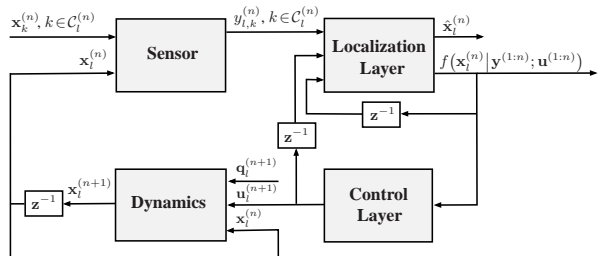 x_k^{(n)}, k∈C_l^{(n)}
y_{l,k}^{(n)}, k∈C_l^{(n)}
x̂_l^{(n)}
Sensor
Localization
Layer
x_l^{(n)}
f(x_l^{(n)}|y^{(1:n)}; u^{(1:n)})
z^{-1}
z^{-1}
q_l^{(n+1)}
x_l^{(n+1)}
u_l^{(n+1)}
Dynamics
Control
Layer
z^{-1}
x_l^{(n)}